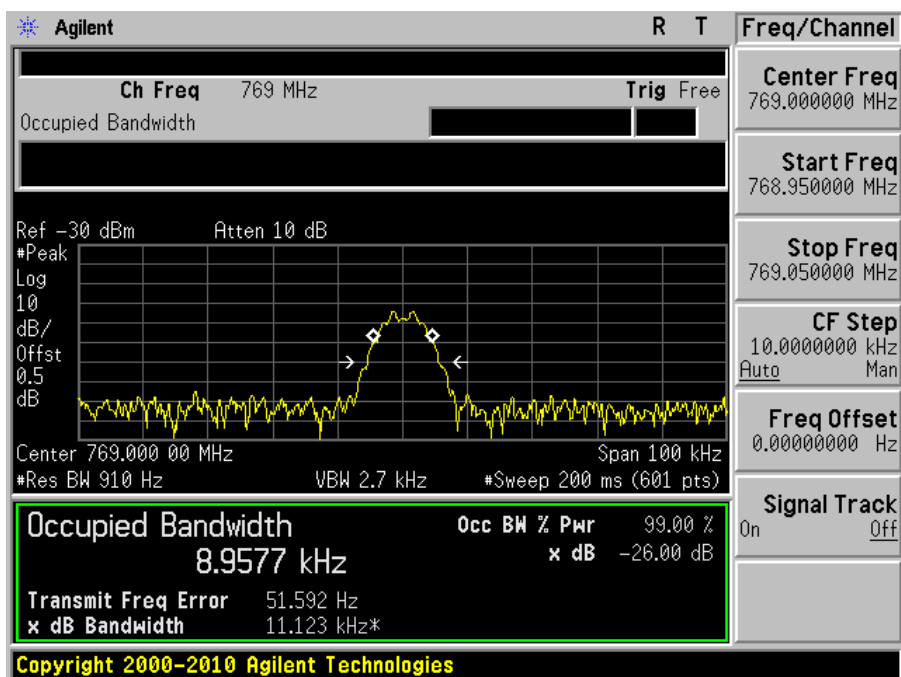 Agilent R T
Freq/Channel
Ch Freq 769 MHz Trig Free
Occupied Bandwidth
Center Freq
769.000000 MHz
Start Freq
768.950000 MHz
Stop Freq
769.050000 MHz
CF Step
10.0000000 kHz
Auto Man
Freq Offset
0.00000000 Hz
Signal Track
On Off
Ref -30 dBm Atten 10 dB
#Peak
Log
10
dB/
Offst
0.5
dB
Center 769.000 00 MHz Span 100 kHz
#Res BW 910 Hz VBW 2.7 kHz #Sweep 200 ms (601 pts)
Occupied Bandwidth Occ BW % Pwr 99.00 %
8.9577 kHz x dB -26.00 dB
Transmit Freq Error 51.592 Hz
x dB Bandwidth 11.123 kHz*
Copyright 2000-2010 Agilent Technologies